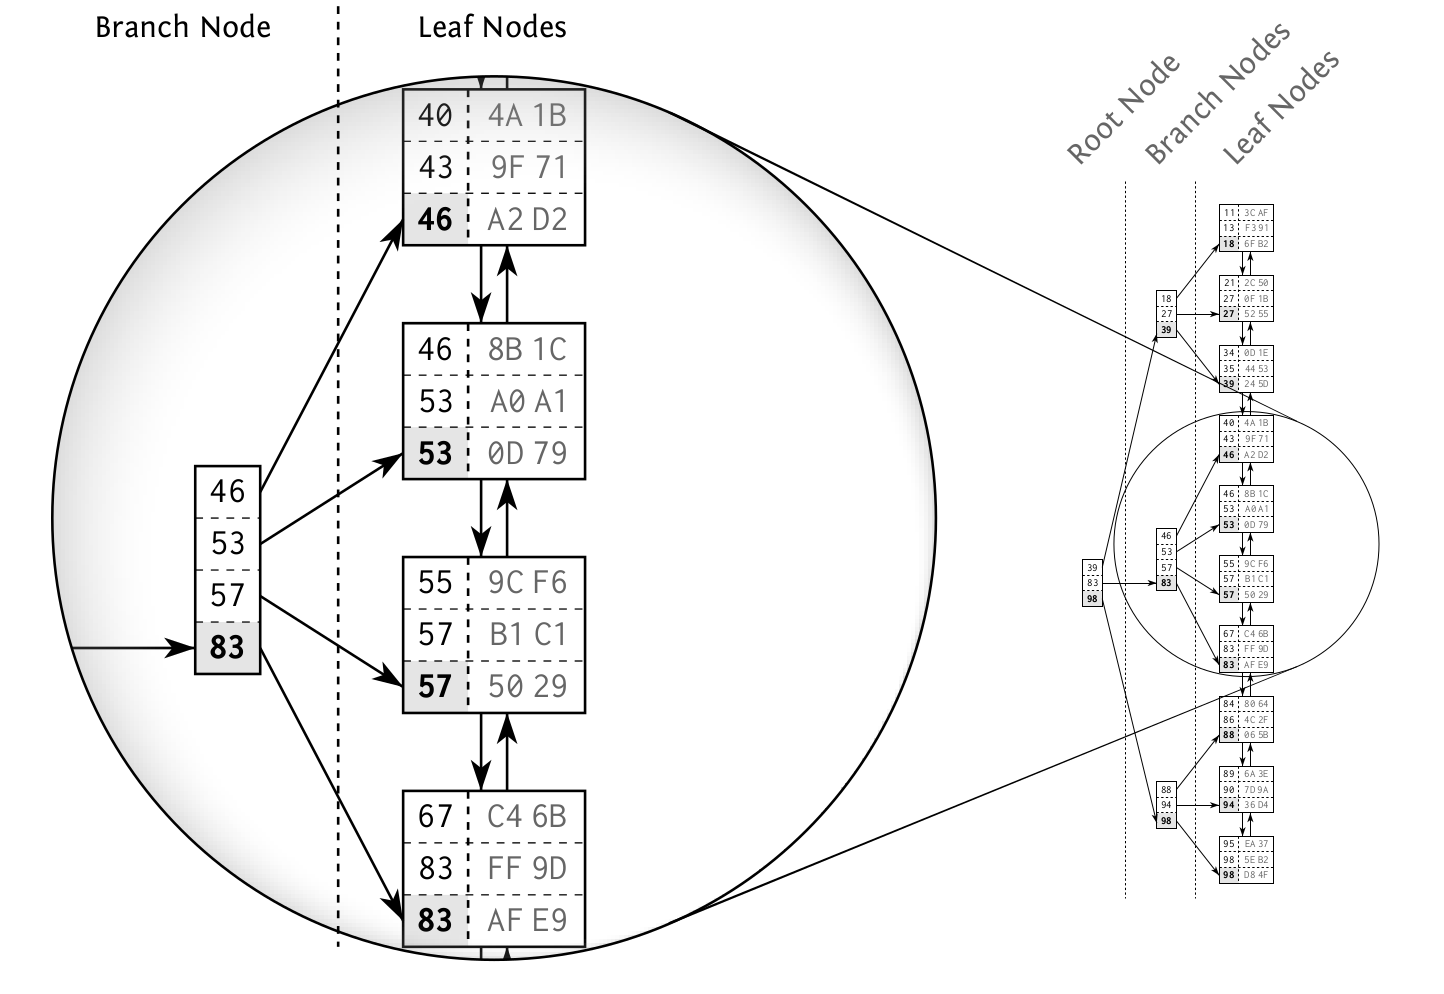 Branch Node
Leaf Nodes
40 4A 1B
43 9F 71
46 A2 D2
46 8B 1C
53 A0 A1
53 0D 79
46
53
57
83
55 9C F6
57 B1 C1
57 50 29
67 C4 6B
83 FF 9D
83 AF E9
Root Node
Branch Nodes
Leaf Nodes
39
83
98
18
27
39
46
53
57
83
88
94
98
11 3C AF
13 F3 91
18 6F B2
21 2C 50
27 0F 1B
27 52 55
34 0D 1E
35 44 53
39 24 5D
40 4A 1B
43 9F 71
46 A2 D2
46 8B 1C
53 A0 A1
53 0D 79
55 9C F6
57 B1 C1
57 50 29
67 C4 6B
83 FF 9D
83 AF E9
84 80 64
86 4C 2F
88 06 5B
89 6A 3E
90 7D 9A
94 36 D4
95 EA 37
98 5E B2
98 D8 4F